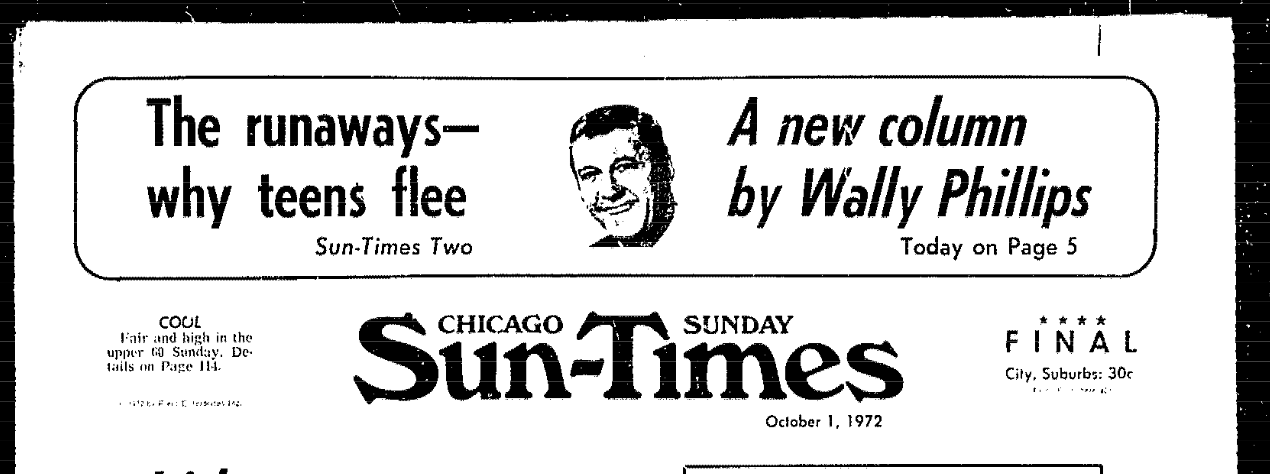 The runaways—
why teens flee
Sun-Times Two
A new column
by Wally Phillips
Today on Page 5
COOL
Fair and high in the
upper 60 Sunday. De-
tails on Page 114.
CHICAGO SUNDAY
Sun-Times
October 1, 1972
★★★★
FINAL
City, Suburbs: 30c